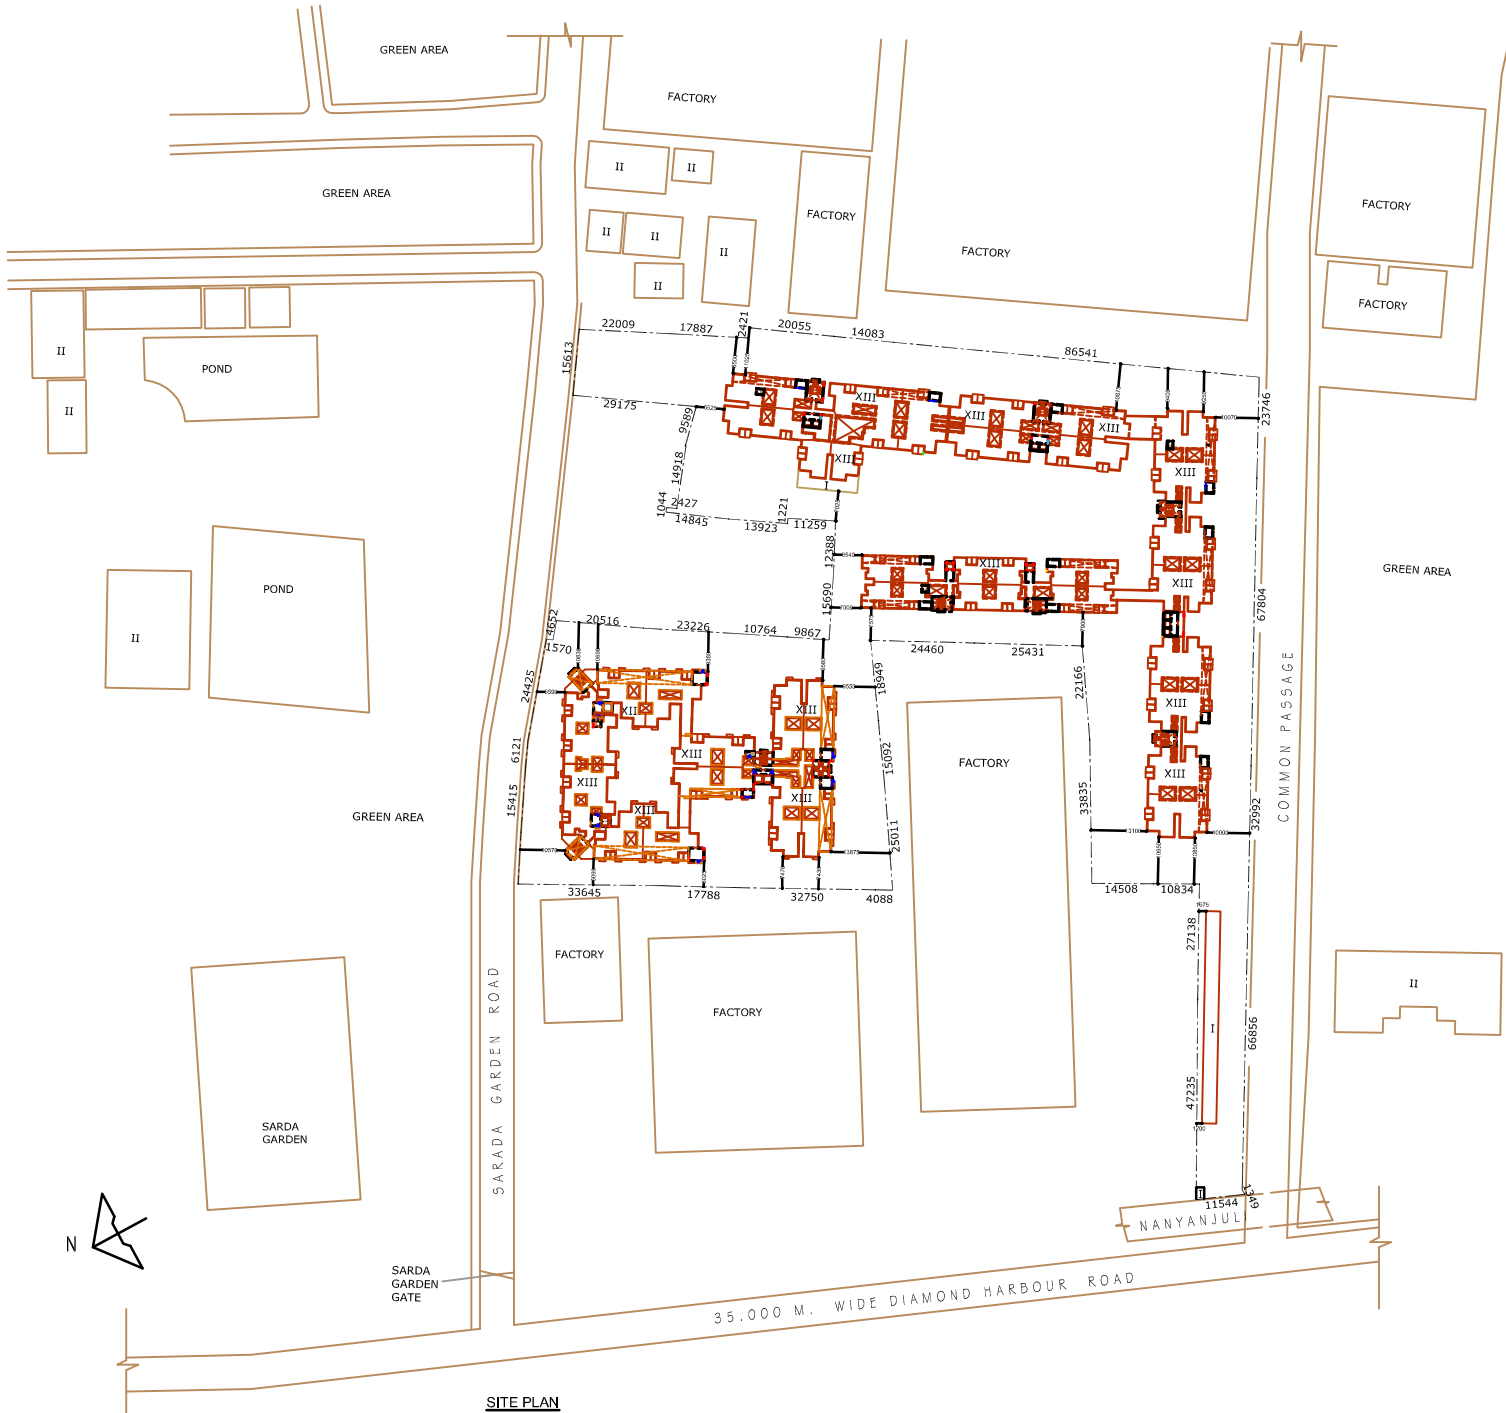 GREEN AREA
FACTORY
GREEN AREA
II
II
FACTORY
FACTORY
FACTORY
II
II
II
II
FACTORY
22009
17887
2421
20055
14083
86541
15613
29175
9589
14918
1044
2427
14845
13923
1221
11259
23746
II
POND
II
XIII
XIII
XIII
XIII
XIII
I
12388
15690
XIII
XIII
67804
GREEN AREA
POND
II
4652
1570
20516
23226
10764
9867
24460
25431
22166
24425
6121
15415
18949
15092
25011
XII
XIII
XIII
XIII
XIII
XIII
FACTORY
33835
XIII
XIII
32992
COMMON PASSAGE
GREEN AREA
33645
17788
32750
4088
14508
10834
FACTORY
FACTORY
27138
I
47235
66856
II
SARADA GARDEN ROAD
SARDA
GARDEN
I
11544
1349
NANYANJULI
N
SARDA
GARDEN
GATE
35.000 M. WIDE DIAMOND HARBOUR ROAD
SITE PLAN